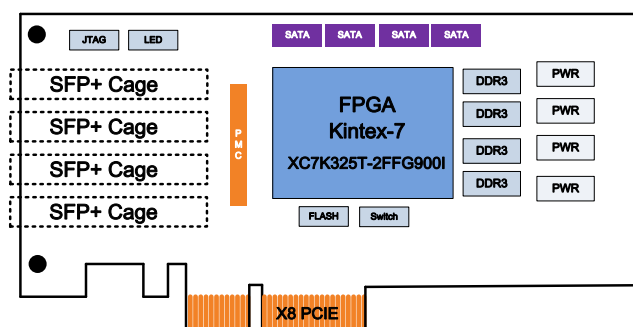 JTAG
LED
SATA
SATA
SATA
SATA
SFP+ Cage
SFP+ Cage
SFP+ Cage
SFP+ Cage
PMC
FPGA
Kintex-7
XC7K325T-2FFG900I
DDR3
DDR3
DDR3
DDR3
PWR
PWR
PWR
PWR
FLASH
Switch
X8 PCIE